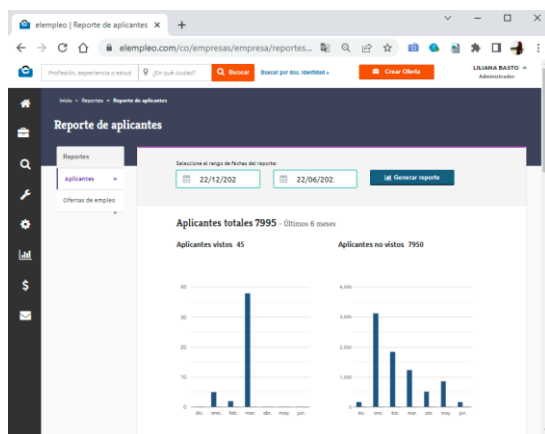 elempleo | Reporte de aplicantes
elempleo.com/co/empresas/empresa/reportes...
Profesión, experiencia o estud
¿En qué ciudad?
Buscar
Buscar por doc. identidad
Crear Oferta
LILIANA BASTO
Administrador
Inicio - Reportes - Reporte de aplicantes
Reporte de aplicantes
Reportes
Aplicantes »
Ofertas de empleo »
Seleccione el rango de fechas del reporte:
22/12/202
22/06/202
Generar reporte
Aplicantes totales 7995 - Últimos 6 meses
Aplicantes vistos 45
Aplicantes no vistos 7950
40
30
20
10
0
dic. ene. feb. mar. abr. may. jun.
4,000
3,000
2,000
1,000
0
dic. ene. feb. mar. abr. may. jun.